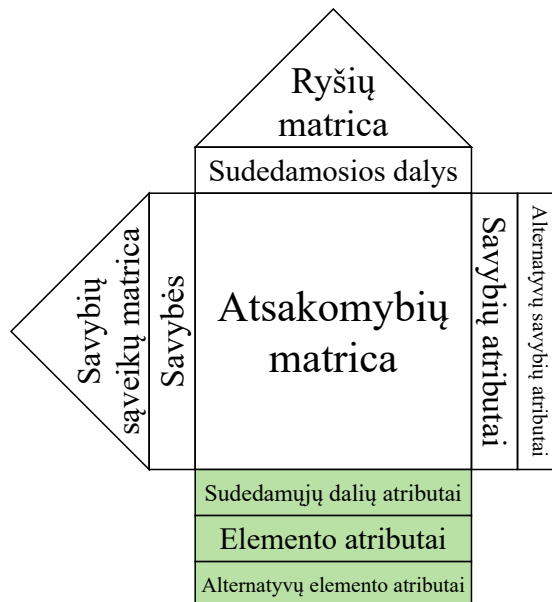 Ryšių
matrica
Sudedamosios dalys
Savybių
sąveikų matrica
Savybės
Atsakomybių
matrica
Savybių atributai
Alternatyvų savybių atributai
Sudedamųjų dalių atributai
Elemento atributai
Alternatyvų elemento atributai